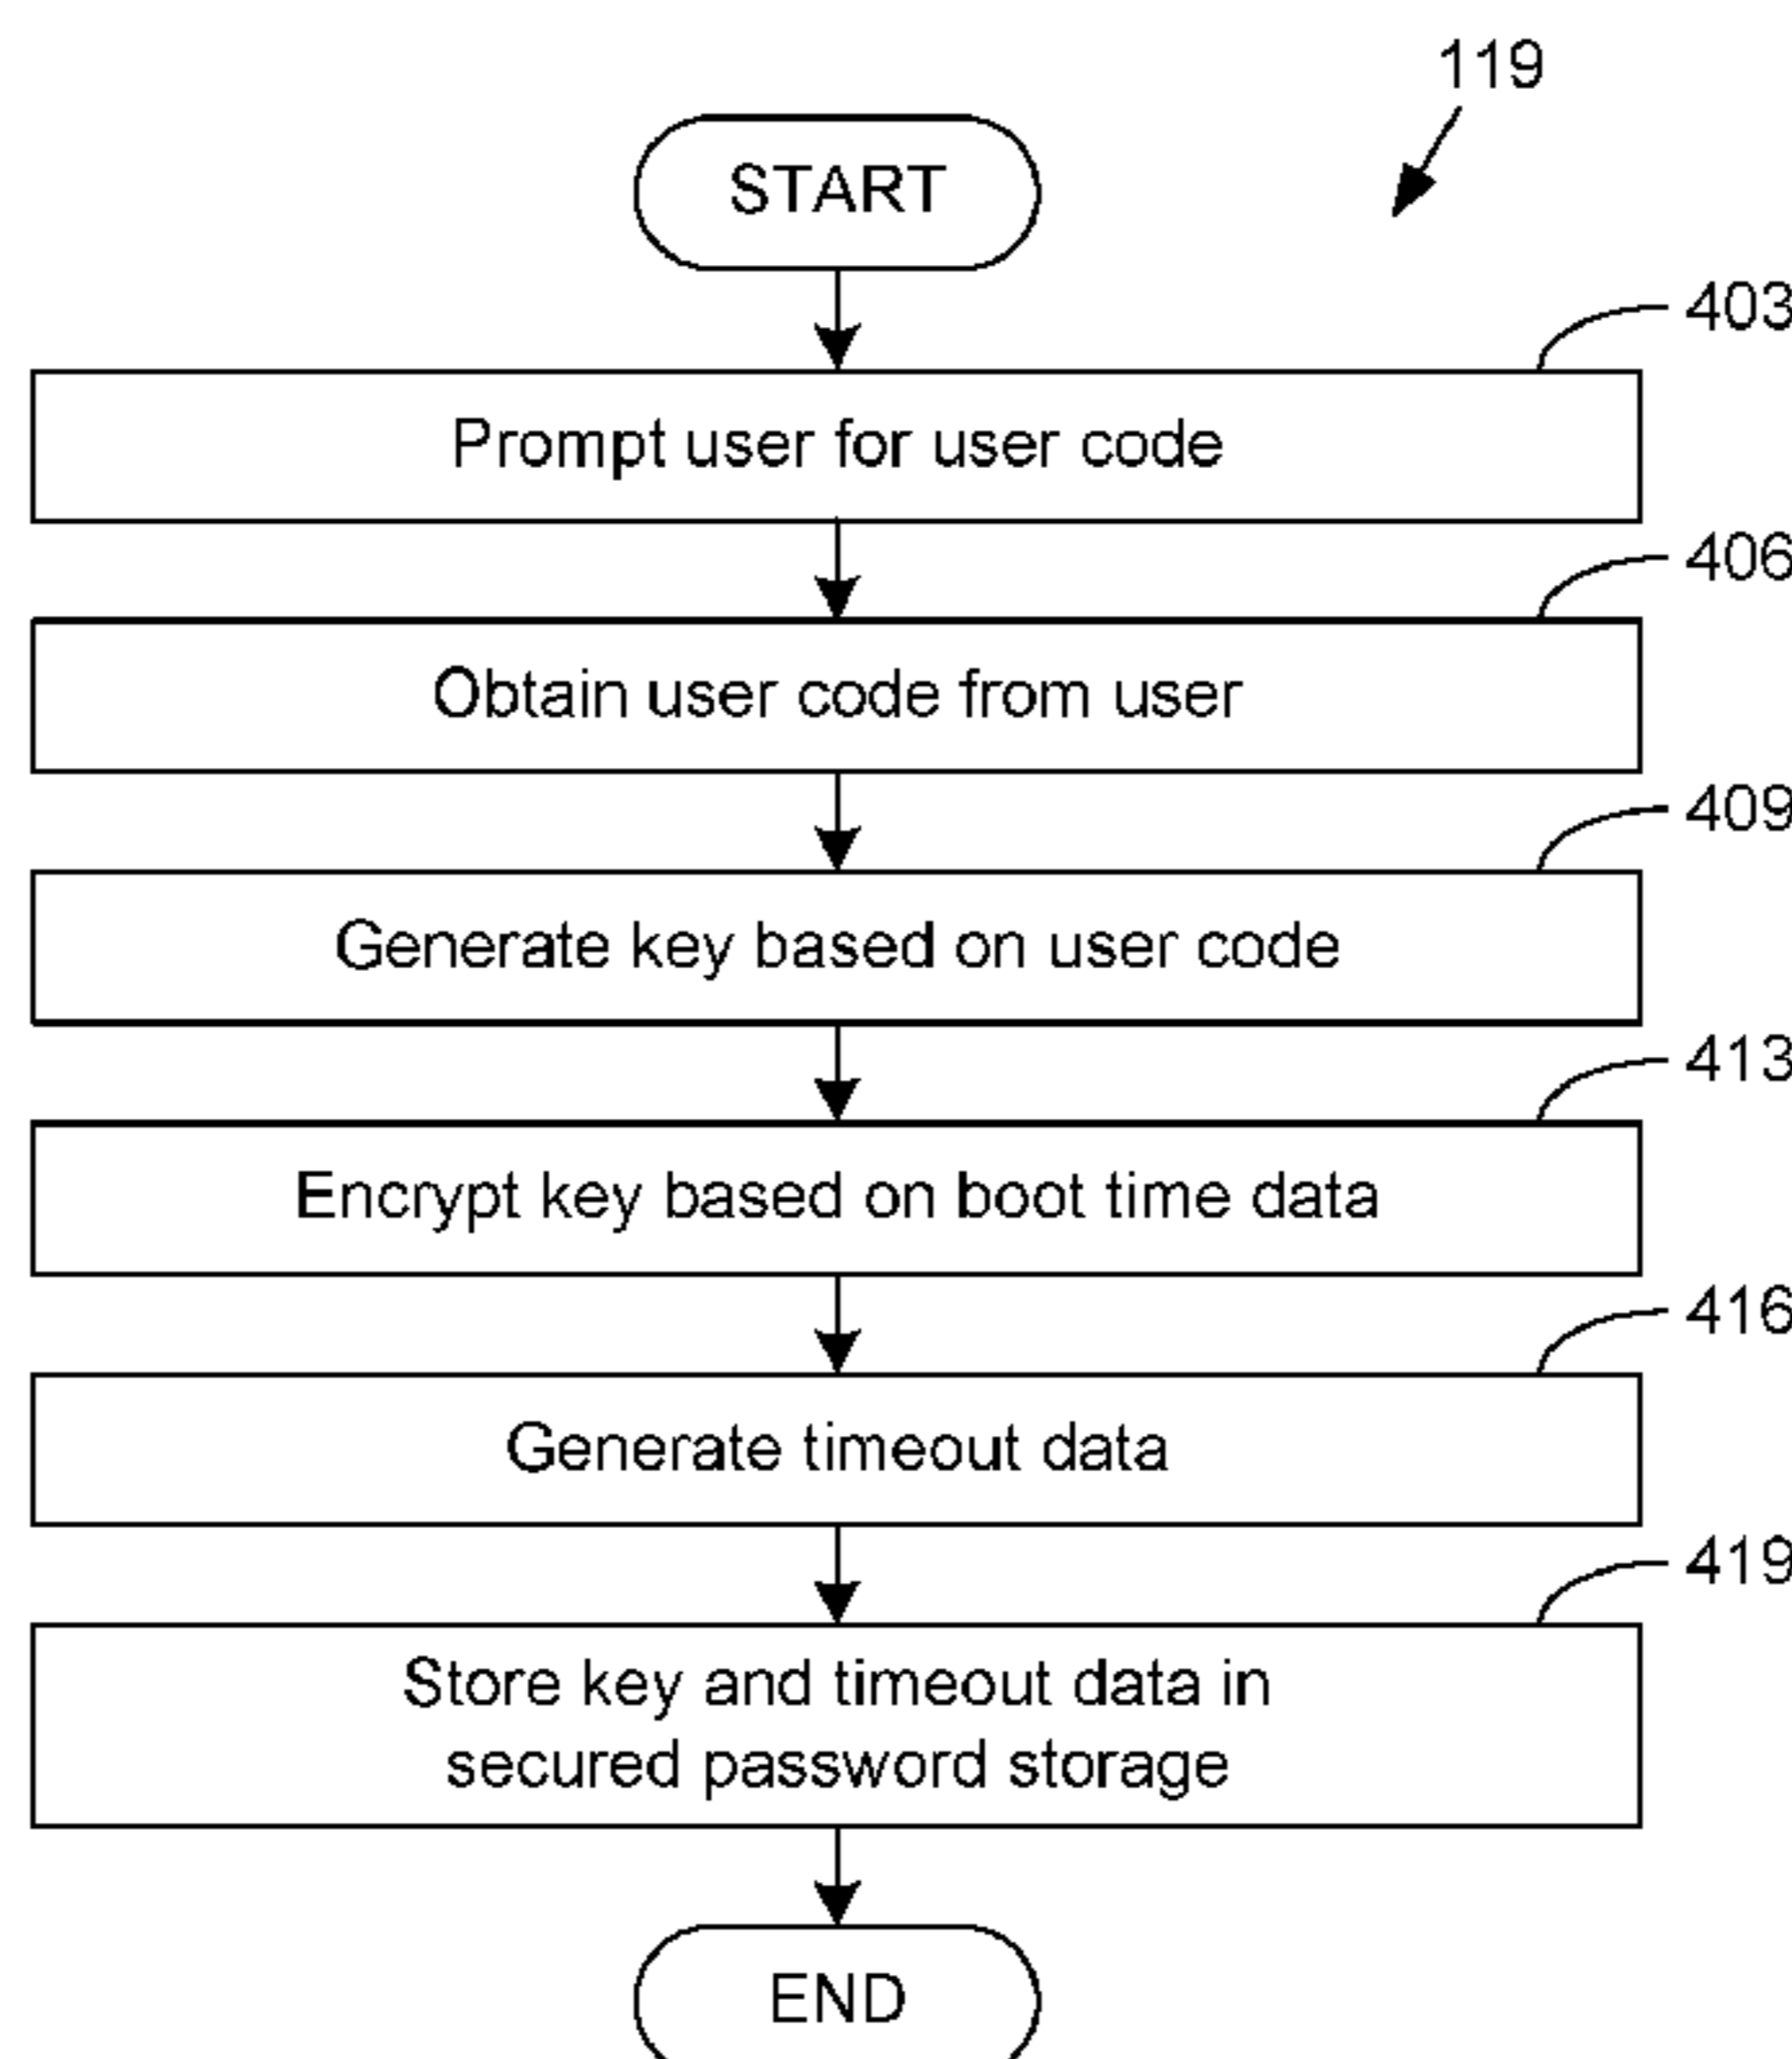 119
START
403
Prompt user for user code
406
Obtain user code from user
409
Generate key based on user code
413
Encrypt key based on boot time data
416
Generate timeout data
419
Store key and timeout data in
secured password storage
END